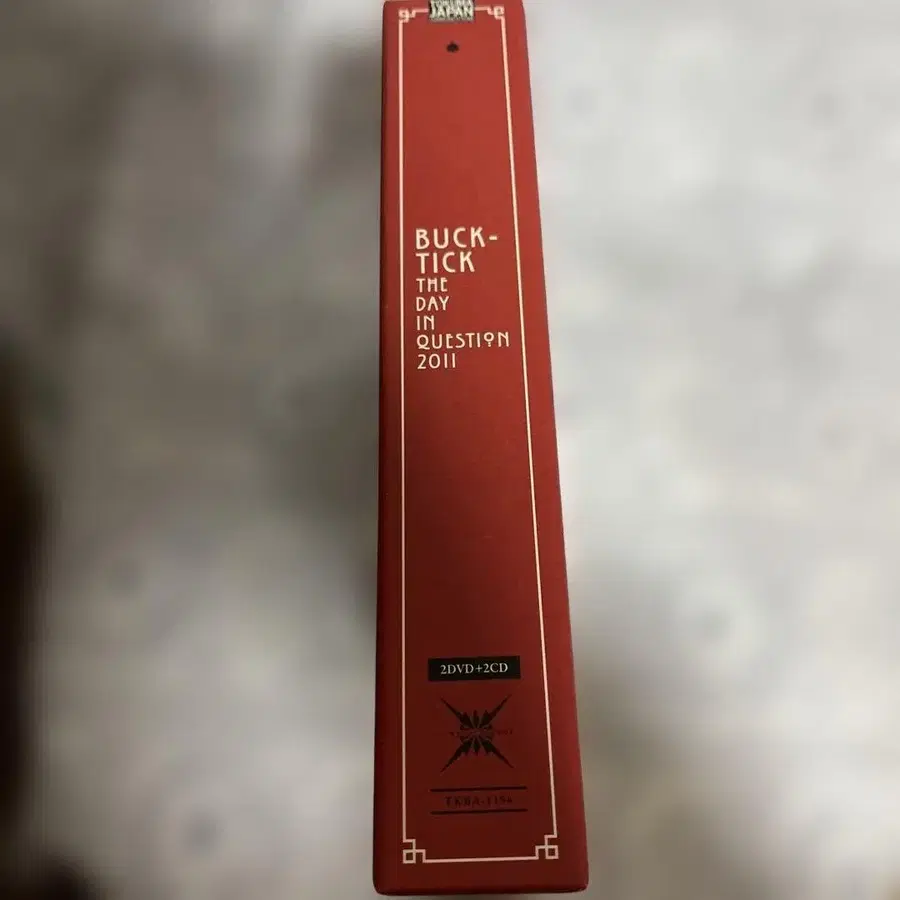 JAPAN
BUCK-
TICK
THE
DAY
IN
QUESTION
2011
2DVD+2CD